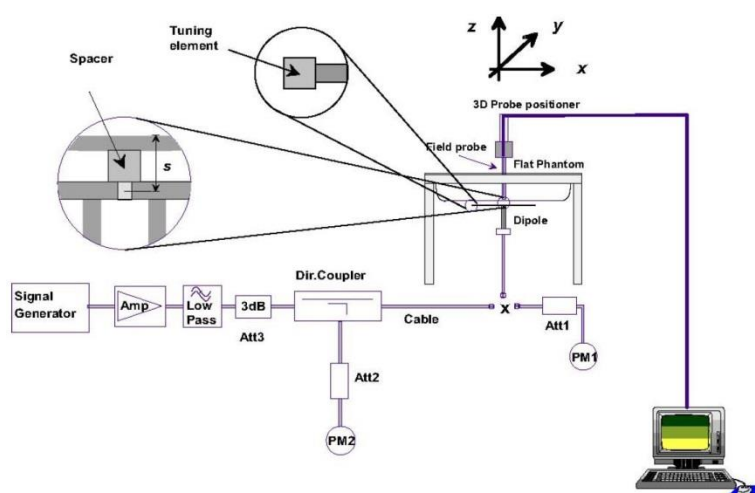 Tuning
element
z
y
x
Spacer
s
3D Probe positioner
Field probe
Flat Phantom
Dipole
Signal
Generator
Amp
Low
Pass
3dB
Att3
Dir.Coupler
Cable
x
Att1
PM1
Att2
PM2